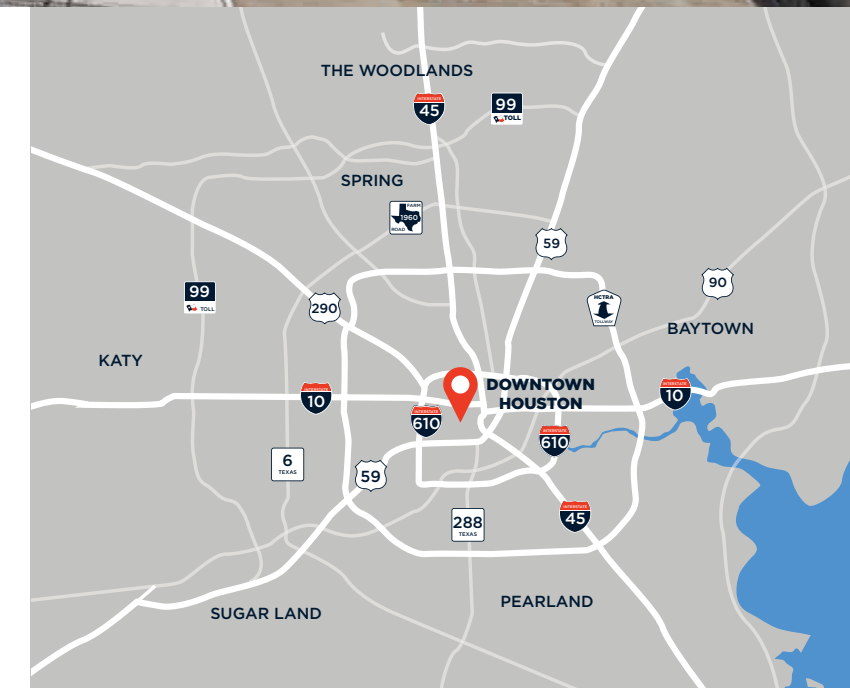 THE WOODLANDS
INTERSTATE
45
99
TOLL
SPRING
FARM
1960
ROAD
59
90
99
TOLL
290
HCTRA
TOLLWAY
BAYTOWN
KATY
DOWNTOWN
HOUSTON
INTERSTATE
10
INTERSTATE
10
INTERSTATE
610
INTERSTATE
610
6
TEXAS
59
288
TEXAS
INTERSTATE
45
SUGAR LAND
PEARLAND